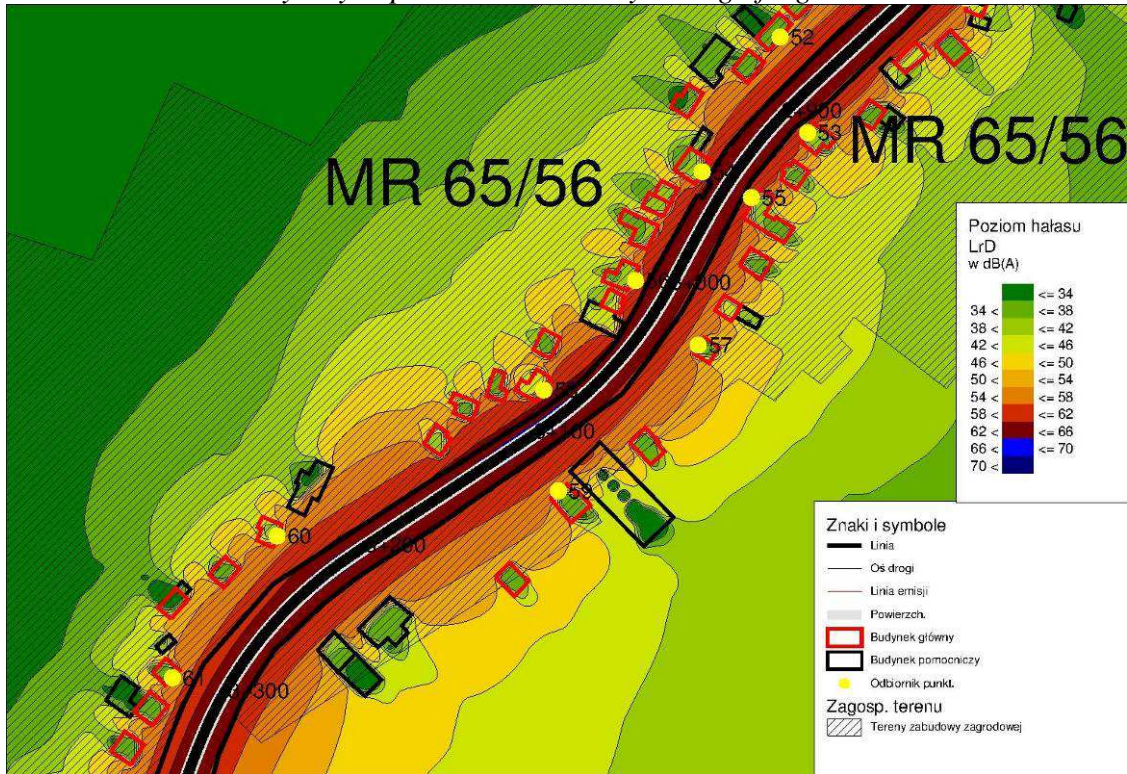 52
MR 65/56
53
MR 65/56
55
57
59
60
61
Poziom hałasu
LrD
w dB(A)
<= 34
34 < <= 38
38 < <= 42
42 < <= 46
46 < <= 50
50 < <= 54
54 < <= 58
58 < <= 62
62 < <= 66
66 < <= 70
70 <
Znaki i symbole
Linia
Oś drogi
Linia emisji
Powierzch.
Budynek główny
Budynek pomocniczy
Odbiornik punkt.
Zagosp. terenu
Tereny zabudowy zagrodowej